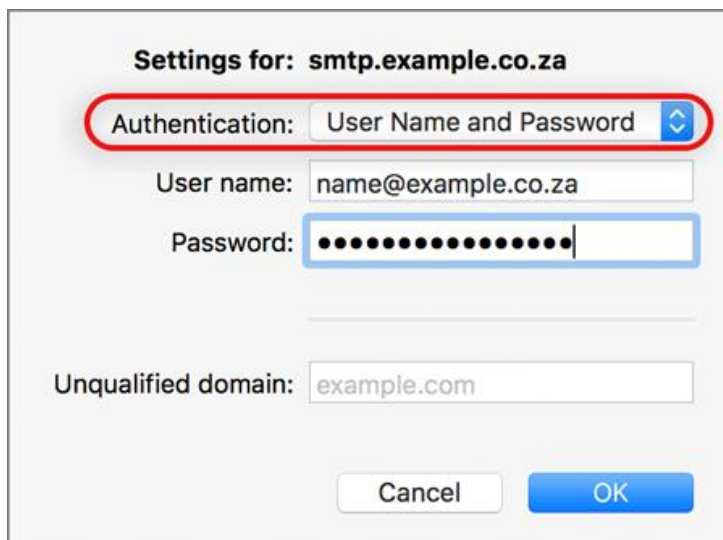 Settings for: smtp.example.co.za
Authentication: User Name and Password
User name: name@example.co.za
Password: ••••••••••••••••
Unqualified domain: example.com
Cancel OK